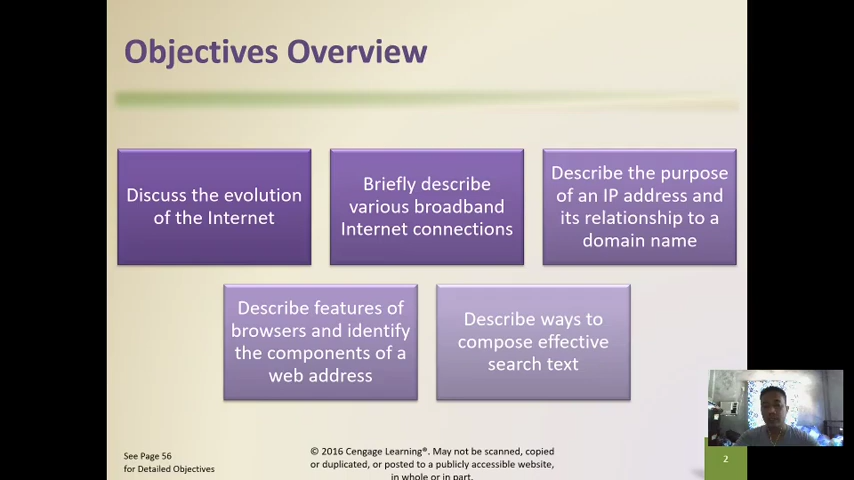 Objectives Overview
Discuss the evolution
of the Internet
Briefly describe
various broadband
Internet connections
Describe the purpose
of an IP address and
its relationship to a
domain name
Describe features of
browsers and identify
the components of a
web address
Describe ways to
compose effective
search text
See Page 56
for Detailed Objectives
© 2016 Cengage Learning®. May not be scanned, copied
or duplicated, or posted to a publicly accessible website,
in whole or in part.
2